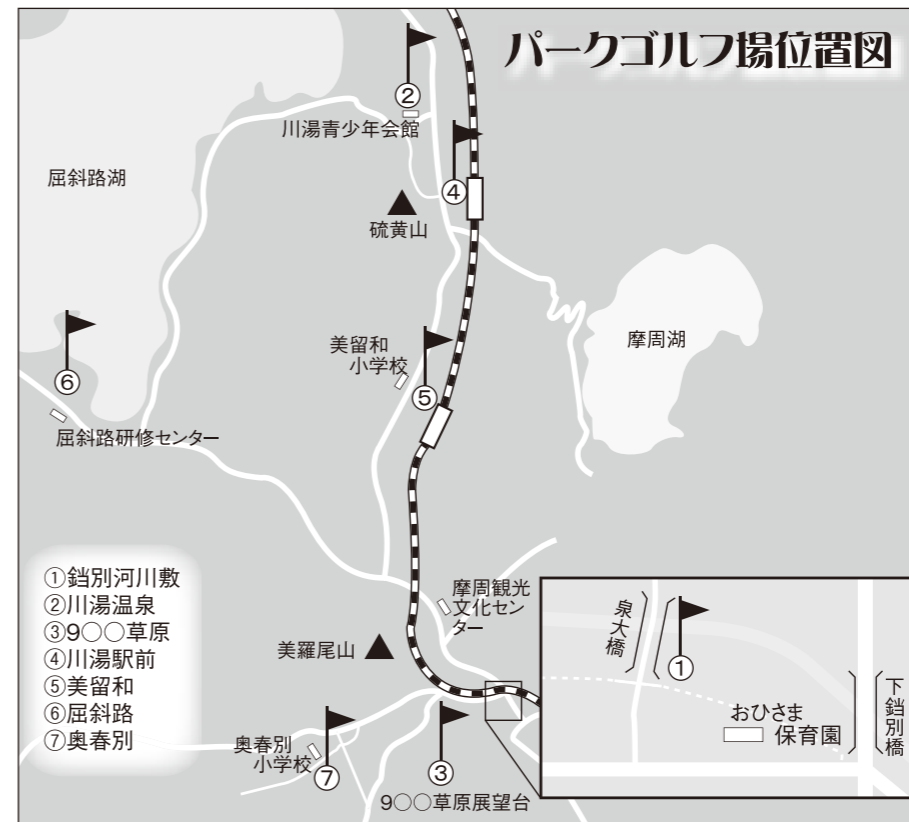 パークゴルフ場位置図
②
川湯青少年会館
④
屈斜路湖
硫黄山
摩周湖
美留和
小学校
⑤
⑥
屈斜路研修センター
①鐺別河川敷
②川湯温泉
③9○○草原
④川湯駅前
⑤美留和
⑥屈斜路
⑦奥春別
摩周観光
文化セン
ター
美羅尾山
泉大橋
①
おひさま
保育園
下鐺別橋
奥春別
小学校
⑦
③
9○○草原展望台